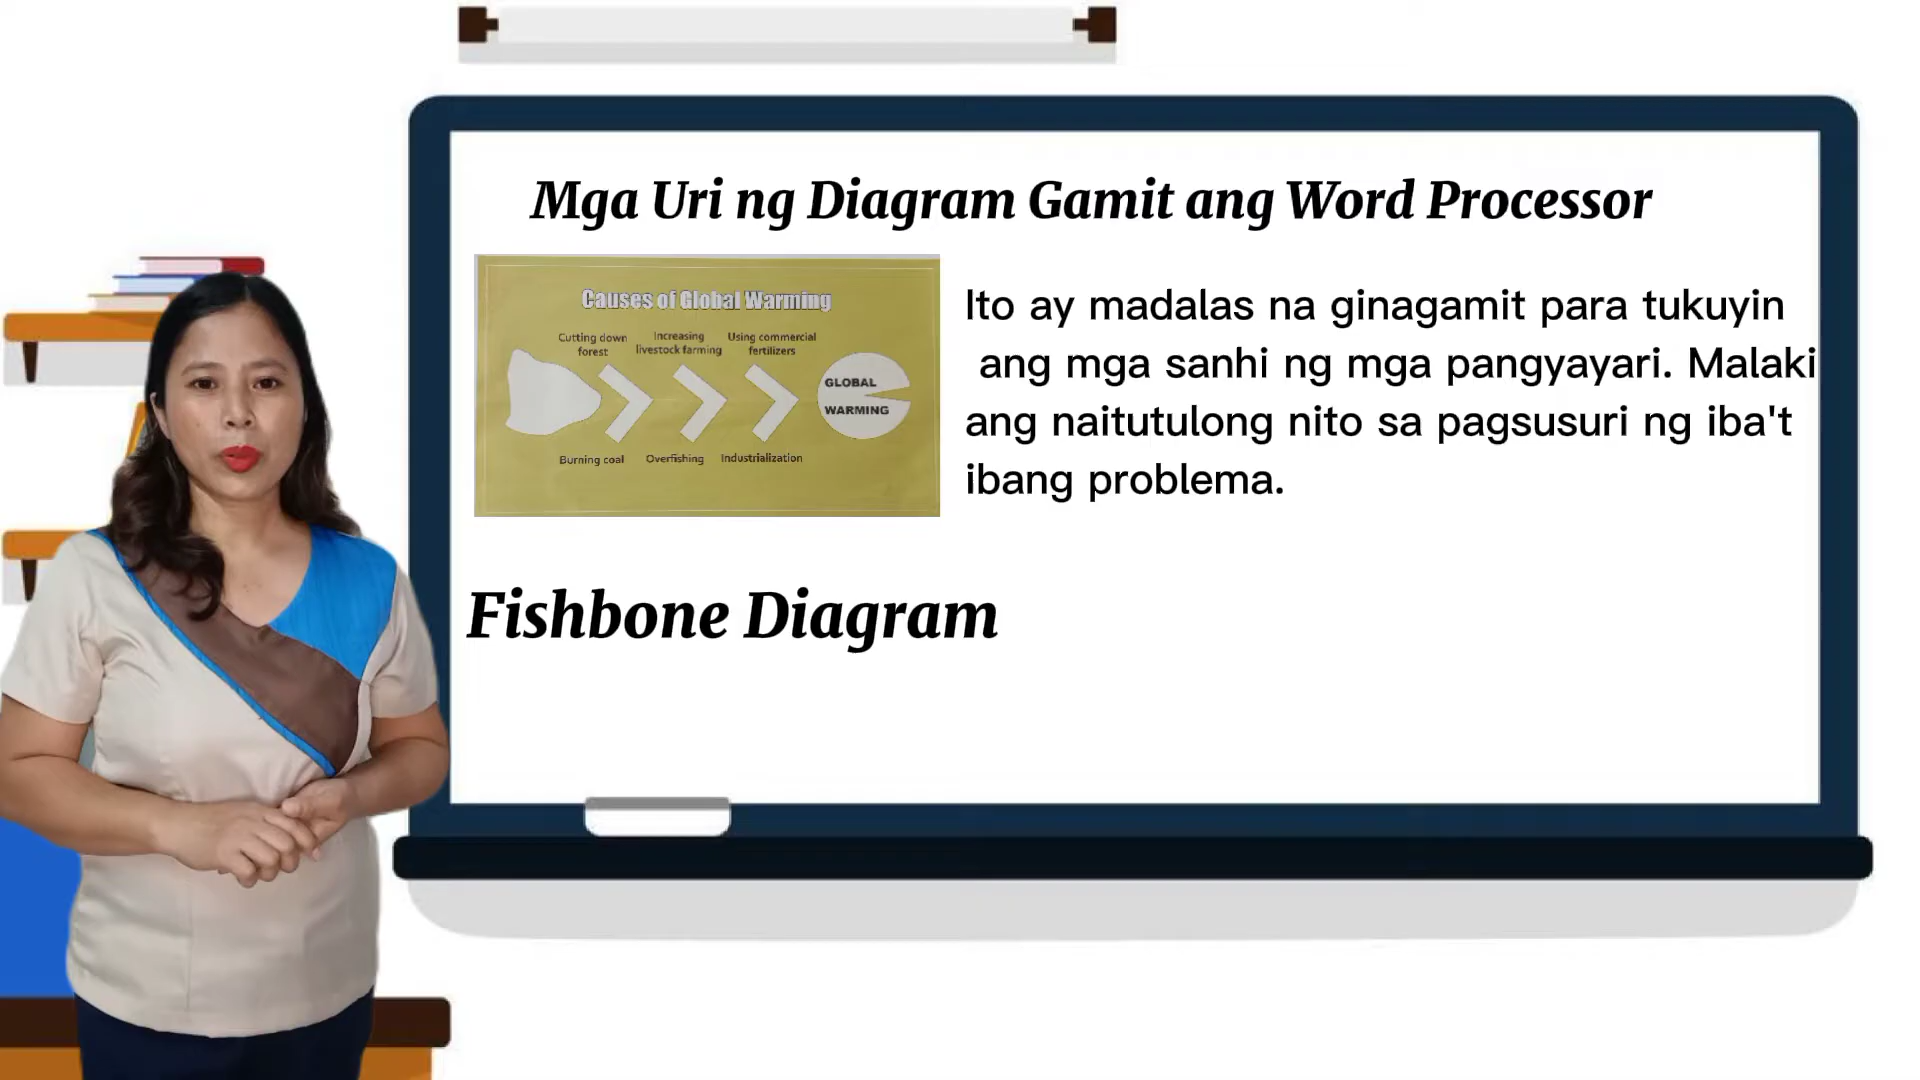 Mga Uri ng Diagram Gamit ang Word Processor
Causes of Global Warming
Cutting down forest
Increasing livestock farming
Using commercial fertilizers
GLOBAL
WARMING
Burning coal
Overfishing
Industrialization
Ito ay madalas na ginagamit para tukuyin
ang mga sanhi ng mga pangyayari. Malaki
ang naitutulong nito sa pagsusuri ng iba't
ibang problema.
Fishbone Diagram